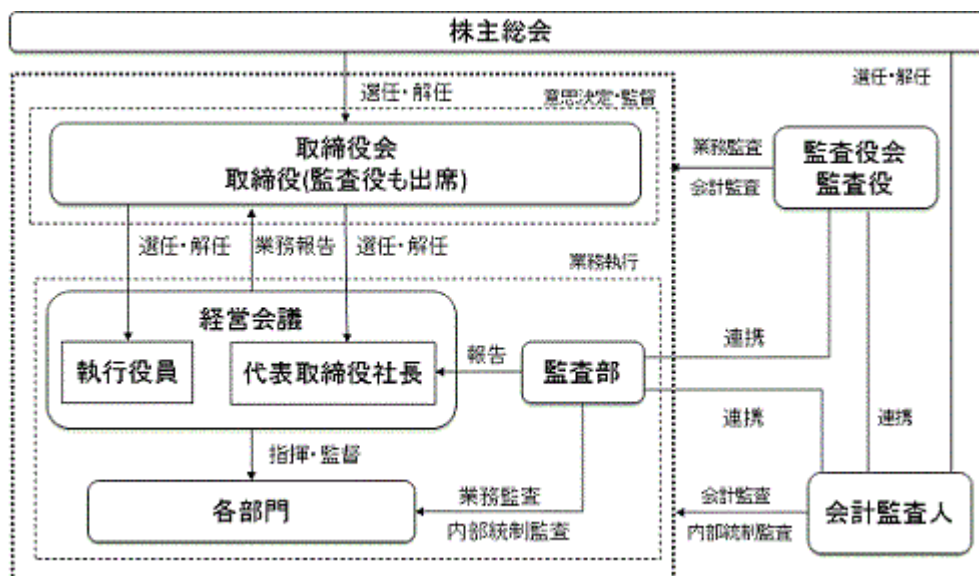 株主総会
選任・解任
選任・解任
意思決定・監督
取締役会
取締役(監査役も出席)
業務監査
会計監査
監査役会
監査役
選任・解任
業務報告
選任・解任
業務執行
経営会議
執行役員
代表取締役社長
報告
監査部
連携
連携
連携
指揮・監督
各部門
業務監査
内部統制監査
会計監査
内部統制監査
会計監査人